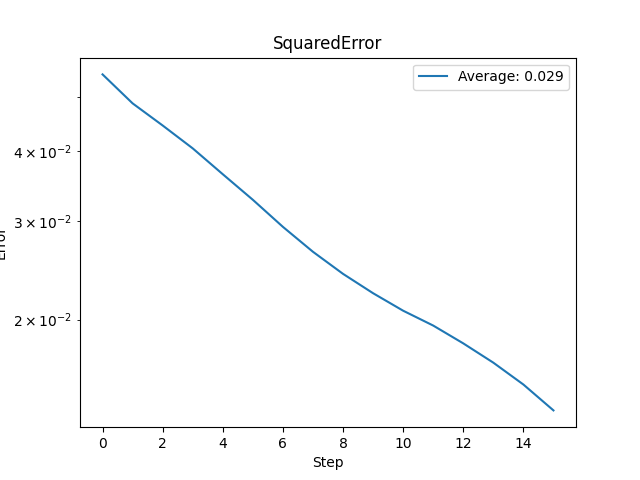 SquaredError
Average: 0.029
4 × 10⁻²
3 × 10⁻²
2 × 10⁻²
Error
0 2 4 6 8 10 12 14
Step